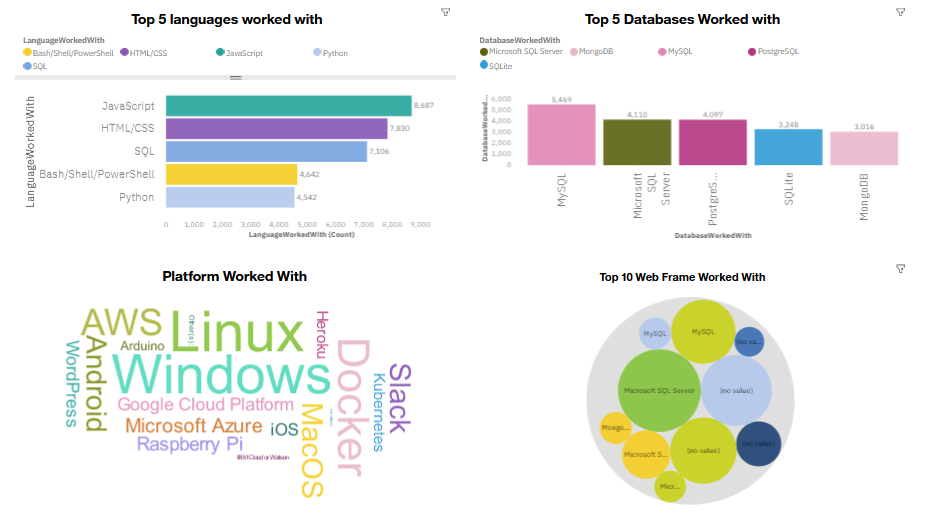 Top 5 languages worked with
LanguageWorkedWith
Bash/Shell/PowerShell HTML/CSS JavaScript Python
SQL
LanguageWorkedWith
JavaScript 8,687
HTML/CSS 7,830
SQL 7,106
Bash/Shell/PowerShell 4,642
Python 4,542
0 1,000 2,000 3,000 4,000 5,000 6,000 7,000 8,000 9,000
LanguageWorkedWith (Count)
Top 5 Databases Worked with
DatabaseWorkedWith
Microsoft SQL Server MongoDB MySQL PostgreSQL
SQLite
DatabaseWorked...
6,000
5,000
4,000
3,000
2,000
1,000
0
5,469 4,110 4,097 3,248 3,016
MySQL
Microsoft SQL Server
PostgreS...
SQLite
MongoDB
DatabaseWorkedWith
Platform Worked With
AWS
Linux
Other(s):
Heroku
Arduino
Android
WordPress
Windows
Docker
Slack
Kubernetes
Google Cloud Platform
MacOS
Microsoft Azure
iOS
Raspberry Pi
IBM Cloud or Watson
Top 10 Web Frame Worked With
MySQL
MySQL
(no va...
Microsoft SQL Server
(no value)
Mongo...
Microsoft S...
(no value)
(no value)
Micr...